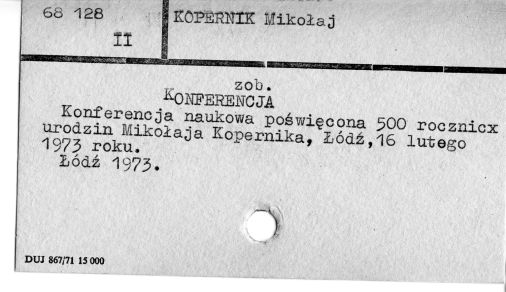 68 128
II
KOPERNIK Mikołaj
zob.
KONFERENCJA
Konferencja naukowa poświęcona 500 rocznicx
urodzin Mikołaja Kopernika, Łódź,16 lutego
1973 roku.
Łódź 1973.
DUJ 867/71 15 000